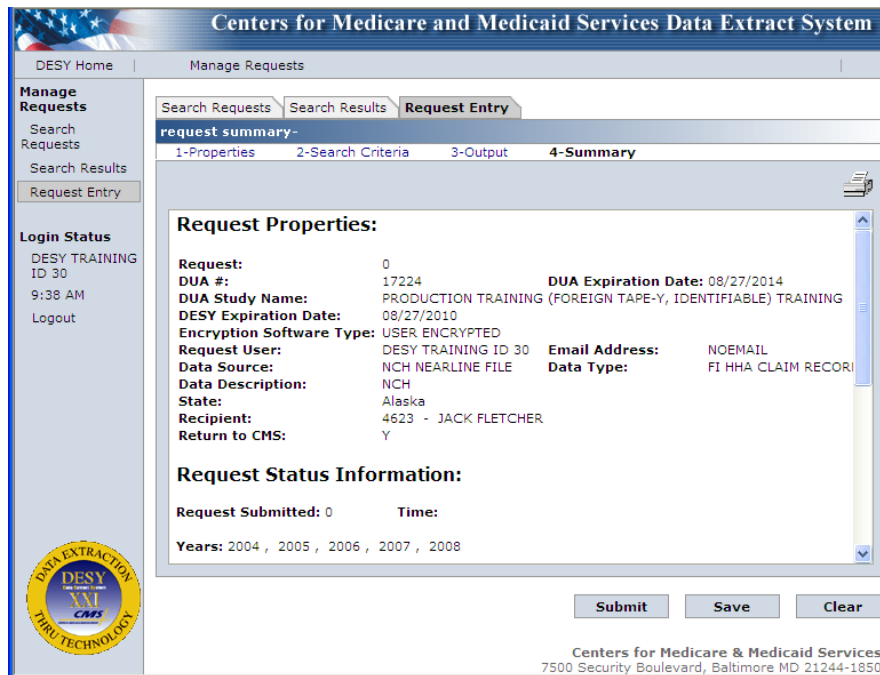 Centers for Medicare and Medicaid Services Data Extract System
DESY Home | Manage Requests |
Manage Requests
Search Requests
Search Results
Request Entry
Login Status
DESY TRAINING ID 30
9:38 AM
Logout
Search Requests Search Results Request Entry
request summary-
1-Properties 2-Search Criteria 3-Output 4-Summary
Request Properties:
Request: 0
DUA #: 17224 DUA Expiration Date: 08/27/2014
DUA Study Name: PRODUCTION TRAINING (FOREIGN TAPE-Y, IDENTIFIABLE) TRAINING
DESY Expiration Date: 08/27/2010
Encryption Software Type: USER ENCRYPTED
Request User: DESY TRAINING ID 30 Email Address: NOEMAIL
Data Source: NCH NEARLINE FILE Data Type: FI HHA CLAIM RECOR
Data Description: NCH
State: Alaska
Recipient: 4623 - JACK FLETCHER
Return to CMS: Y
Request Status Information:
Request Submitted: 0 Time:
Years: 2004 , 2005 , 2006 , 2007 , 2008
DATA EXTRACTION
DESY
XXI
CMS
THRU TECHNOLOGY
Submit Save Clear
Centers for Medicare & Medicaid Services
7500 Security Boulevard, Baltimore MD 21244-1850